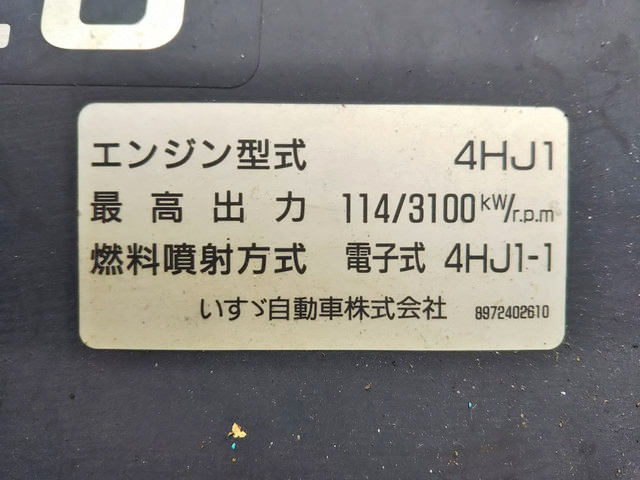 エンジン型式 4HJ1
最高出力 114/3100 kW/r.p.m
燃料噴射方式 電子式 4HJ1-1
いすゞ自動車株式会社 8972402610